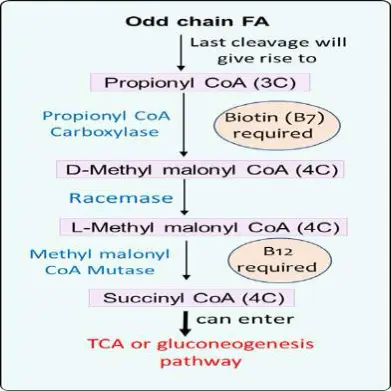 Odd chain FA
Last cleavage will
give rise to
Propionyl CoA (3C)
Propionyl CoA
Carboxylase
Biotin (B7)
required
D-Methyl malonyl CoA (4C)
Racemase
L-Methyl malonyl CoA (4C)
Methyl malonyl
CoA Mutase
B12
required
Succinyl CoA (4C)
can enter
TCA or gluconeogenesis
pathway